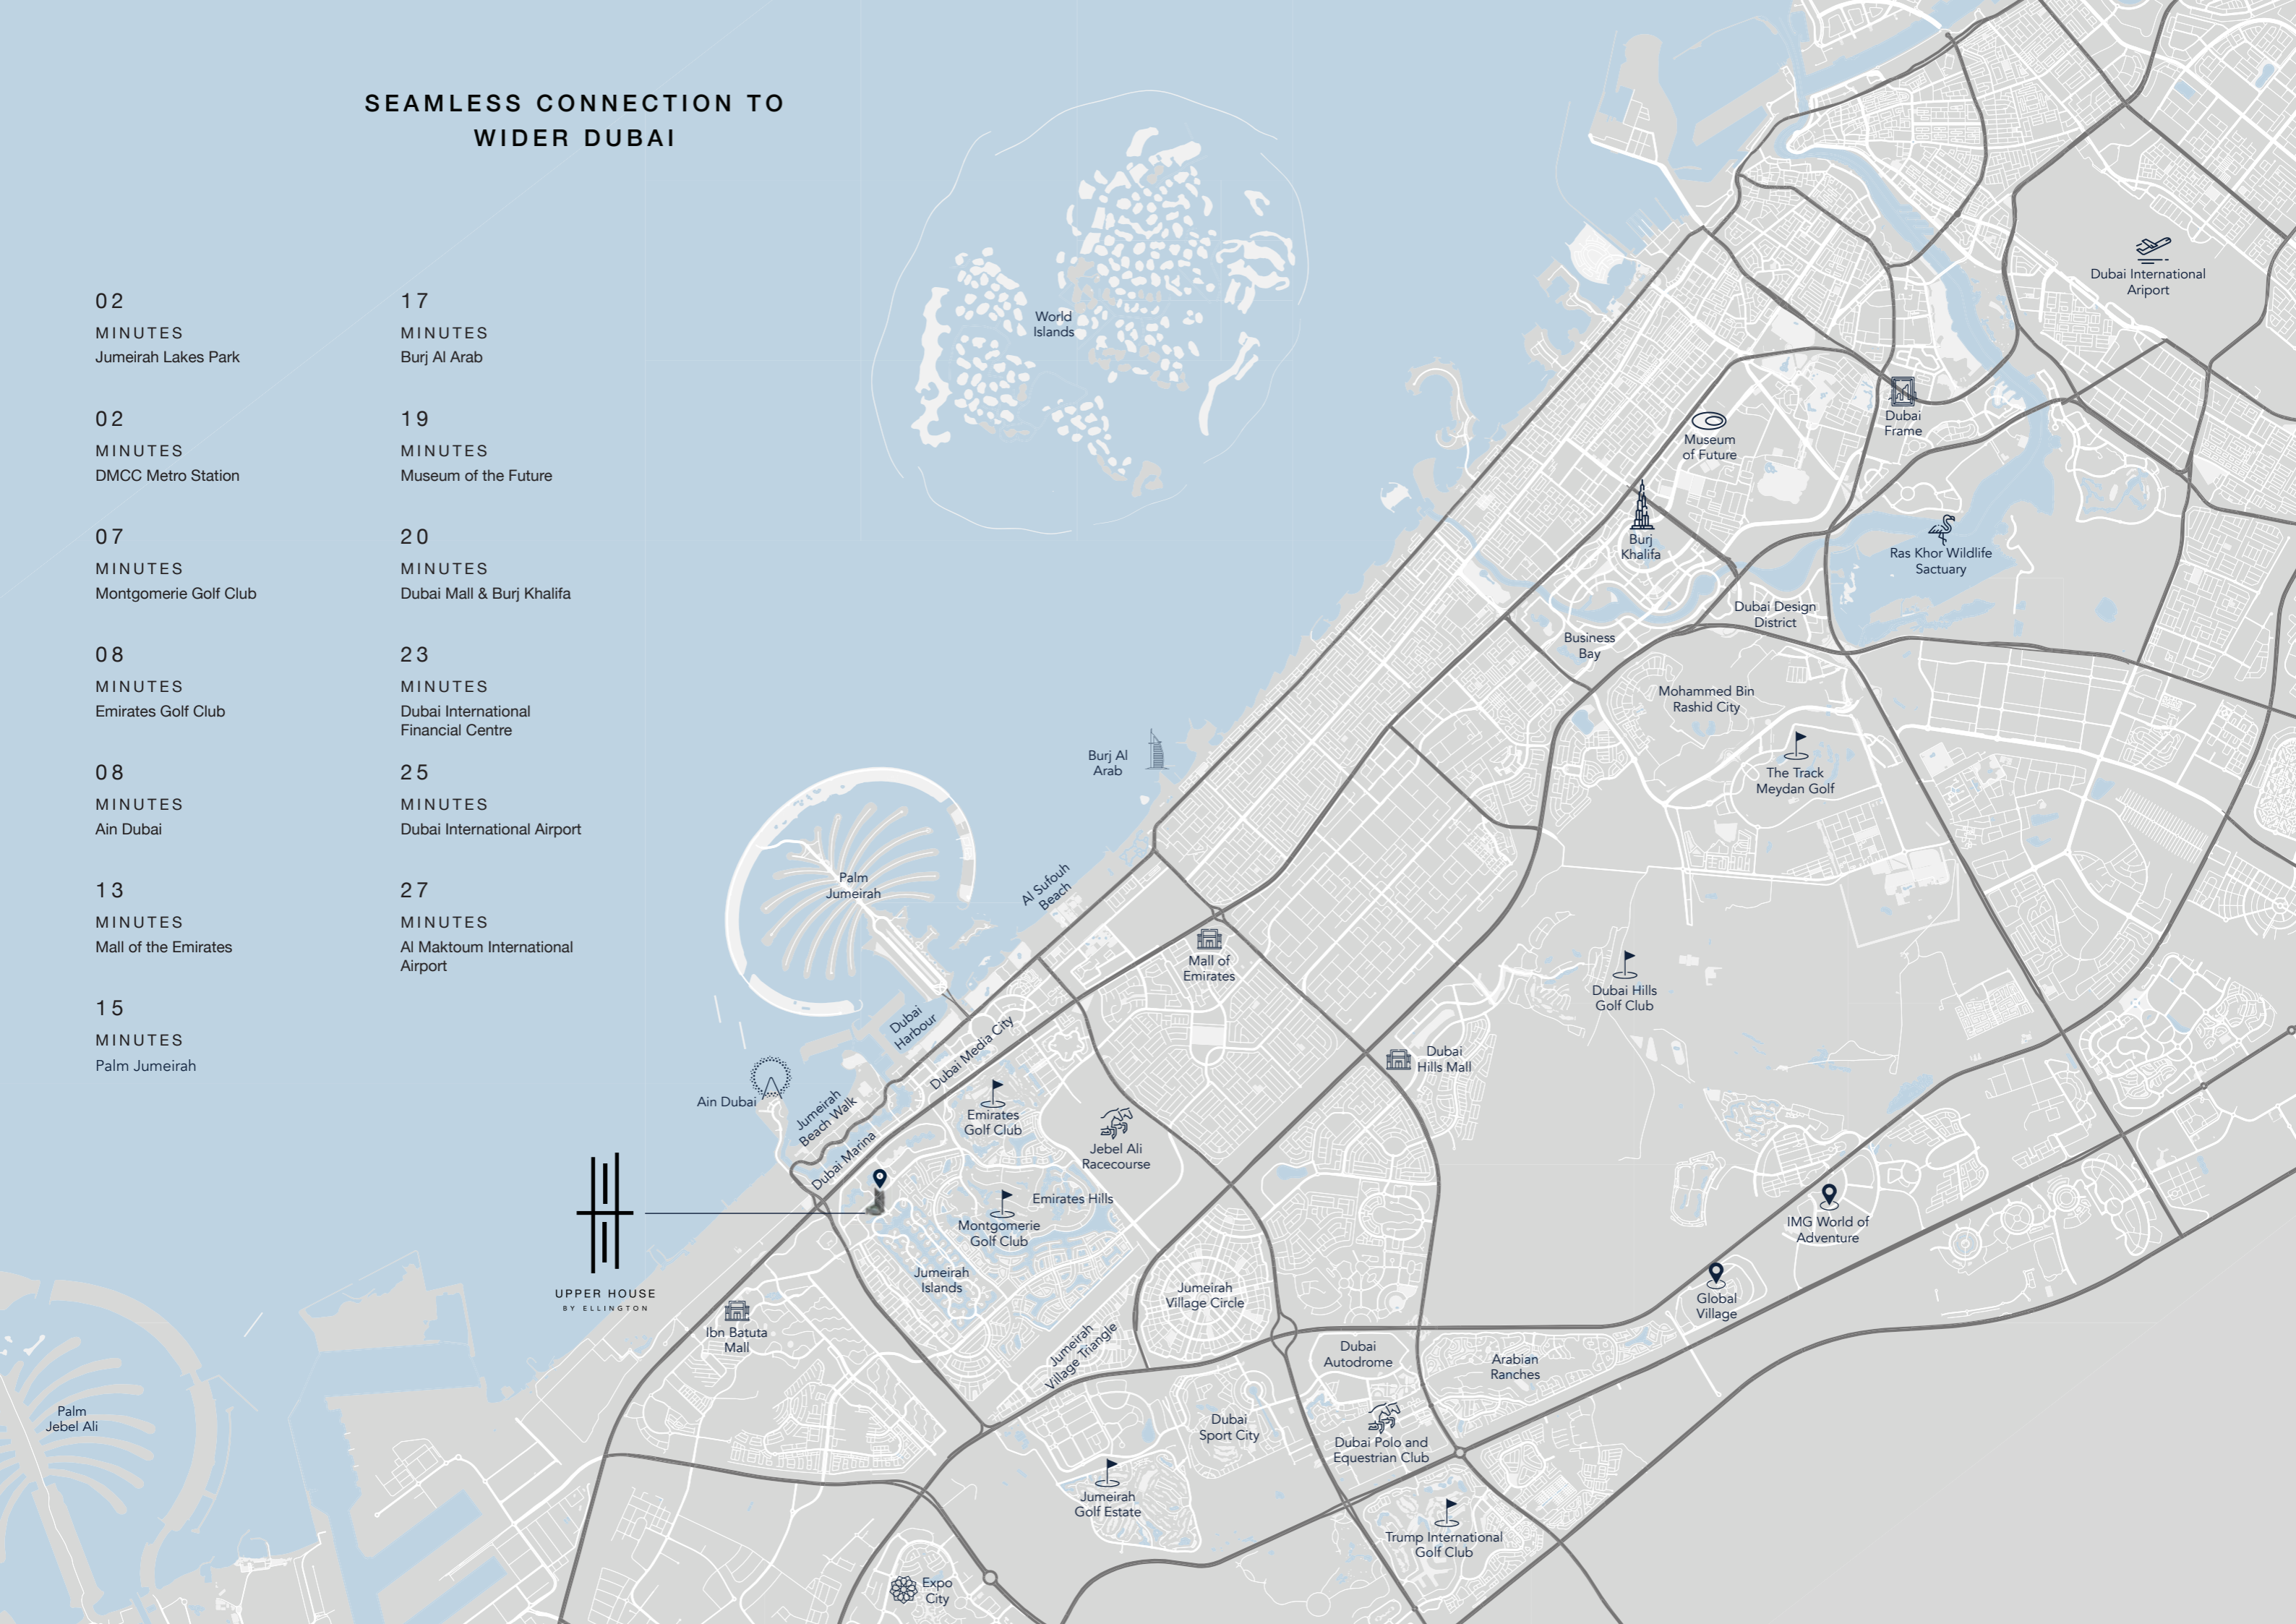 SEAMLESS CONNECTION TO
WIDER DUBAI
02
MINUTES
Jumeirah Lakes Park
02
MINUTES
DMCC Metro Station
07
MINUTES
Montgomerie Golf Club
08
MINUTES
Emirates Golf Club
08
MINUTES
Ain Dubai
13
MINUTES
Mall of the Emirates
15
MINUTES
Palm Jumeirah
17
MINUTES
Burj Al Arab
19
MINUTES
Museum of the Future
20
MINUTES
Dubai Mall & Burj Khalifa
23
MINUTES
Dubai International
Financial Centre
25
MINUTES
Dubai International Airport
27
MINUTES
Al Maktoum International
Airport
World
Islands
Dubai International
Ariport
Dubai
Frame
Museum
of Future
Burj
Khalifa
Ras Khor Wildlife
Sactuary
Dubai Design
District
Business
Bay
Mohammed Bin
Rashid City
The Track
Meydan Golf
Burj Al
Arab
Palm
Jumeirah
Al Sufouh
Beach
Mall of
Emirates
Dubai Hills
Golf Club
Dubai
Harbour
Dubai Media City
Dubai
Hills Mall
Ain Dubai
Jumeirah
Beach Walk
Emirates
Golf Club
Jebel Ali
Racecourse
Dubai Marina
Emirates Hills
Montgomerie
Golf Club
IMG World of
Adventure
UPPER HOUSE
BY ELLINGTON
Jumeirah
Islands
Jumeirah
Village Circle
Global
Village
Ibn Batuta
Mall
Jumeirah
Village Triangle
Dubai
Autodrome
Arabian
Ranches
Palm
Jebel Ali
Dubai
Sport City
Dubai Polo and
Equestrian Club
Jumeirah
Golf Estate
Trump International
Golf Club
Expo
City